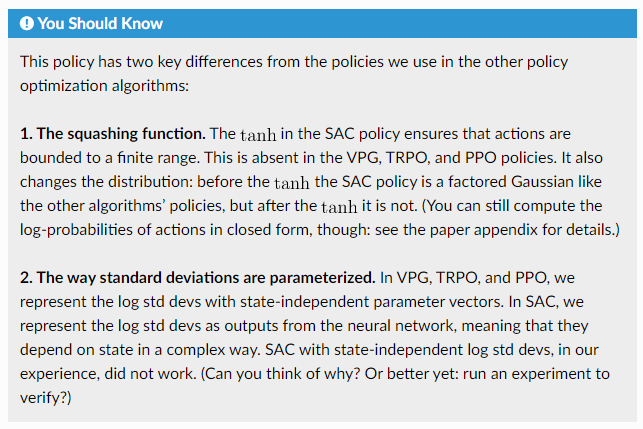 You Should Know
This policy has two key differences from the policies we use in the other policy
optimization algorithms:
1. The squashing function. The tanh in the SAC policy ensures that actions are
bounded to a finite range. This is absent in the VPG, TRPO, and PPO policies. It also
changes the distribution: before the tanh the SAC policy is a factored Gaussian like
the other algorithms’ policies, but after the tanh it is not. (You can still compute the
log-probabilities of actions in closed form, though: see the paper appendix for details.)
2. The way standard deviations are parameterized. In VPG, TRPO, and PPO, we
represent the log std devs with state-independent parameter vectors. In SAC, we
represent the log std devs as outputs from the neural network, meaning that they
depend on state in a complex way. SAC with state-independent log std devs, in our
experience, did not work. (Can you think of why? Or better yet: run an experiment to
verify?)